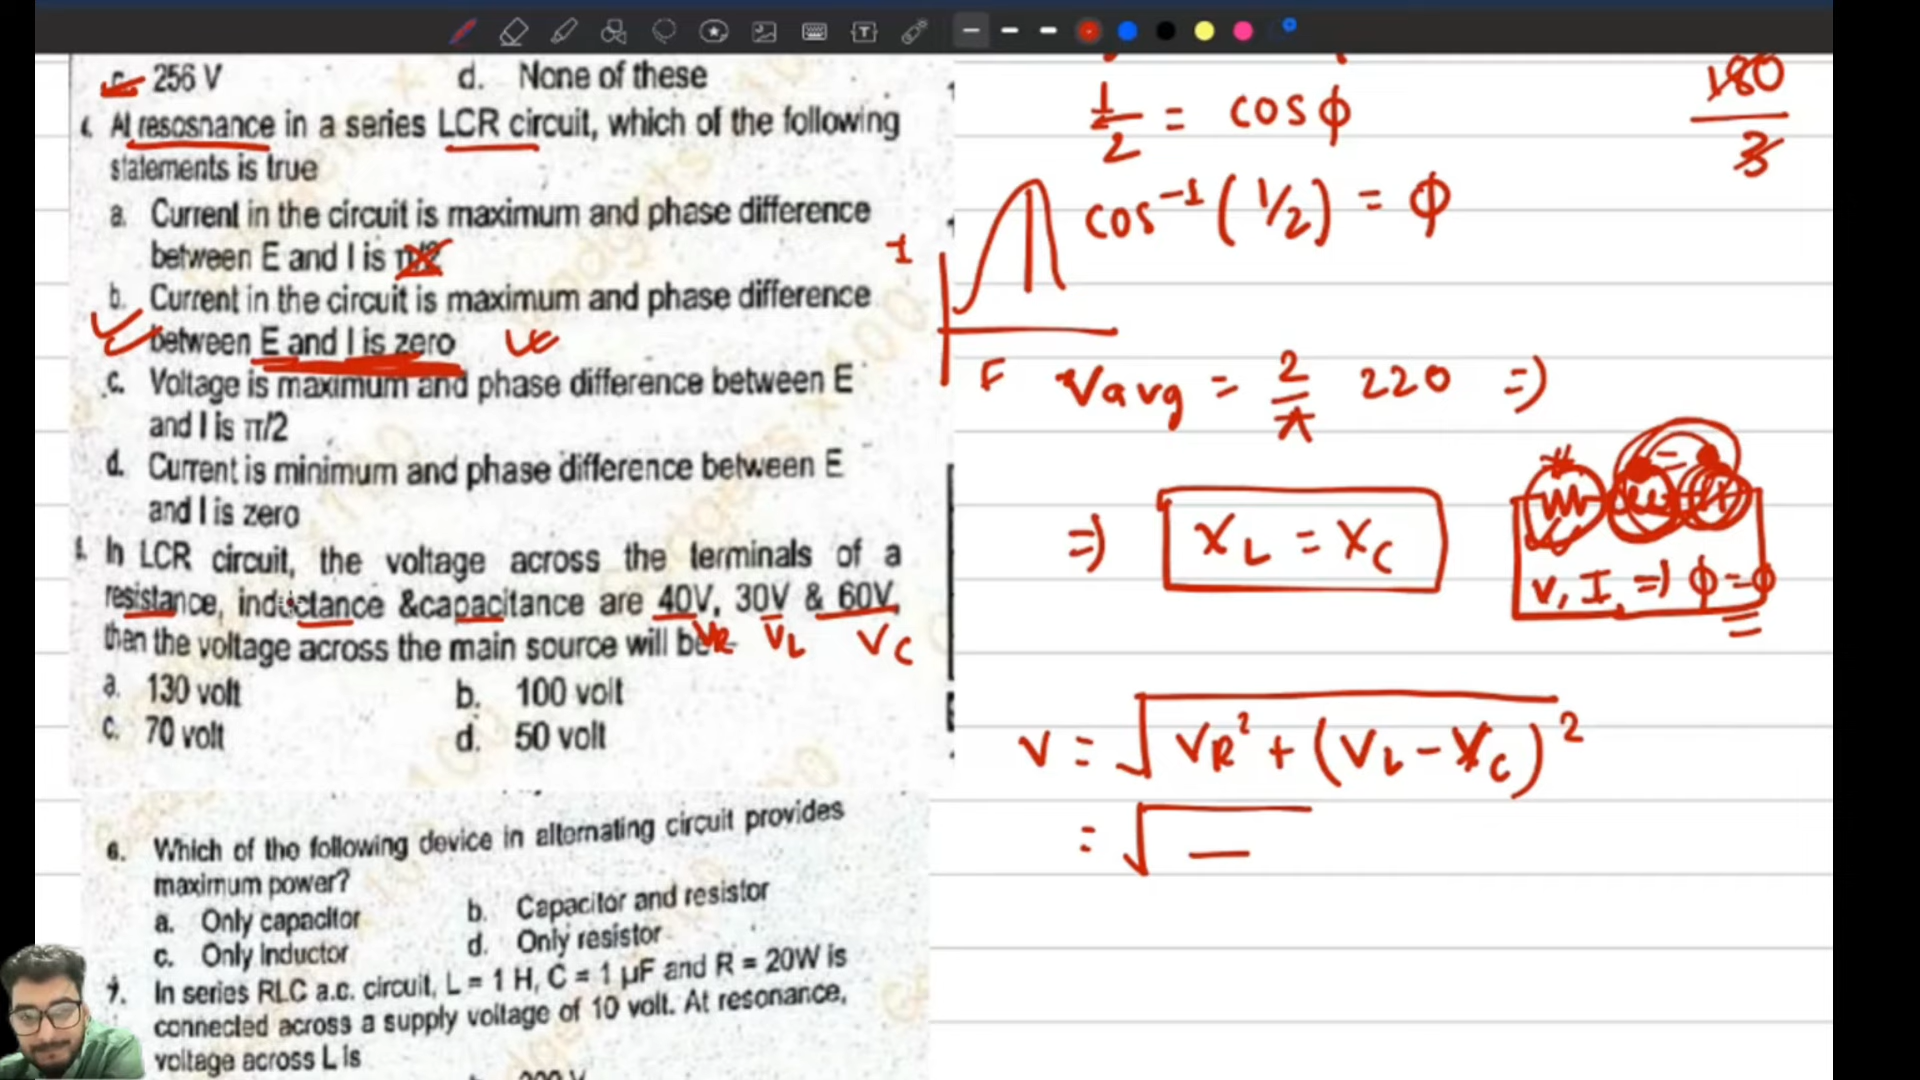 256 V d. None of these
At resosnance in a series LCR circuit, which of the following
statements is true
a. Current in the circuit is maximum and phase difference
between E and I is π/2
b. Current in the circuit is maximum and phase difference
between E and I is zero
c. Voltage is maximum and phase difference between E
and I is π/2
d. Current is minimum and phase difference between E
and I is zero
In LCR circuit, the voltage across the terminals of a
resistance, inductance &capacitance are 40V, 30V & 60V,
then the voltage across the main source will be
VR VL VC
a. 130 volt b. 100 volt
c. 70 volt d. 50 volt
6. Which of the following device in alternating circuit provides
maximum power?
a. Only capacitor b. Capacitor and resistor
c. Only Inductor d. Only resistor
7. In series RLC a.c. circuit, L = 1 H, C = 1 μF and R = 20W is
connected across a supply voltage of 10 volt. At resonance,
voltage across L is
1/2 = cos φ
180/3
cos⁻¹ (1/2) = φ
I
F
Vavg = 2/π 220 =>
=> XL = XC
V, I, => φ = φ
V = √VR² + (VL - VC)²
= √